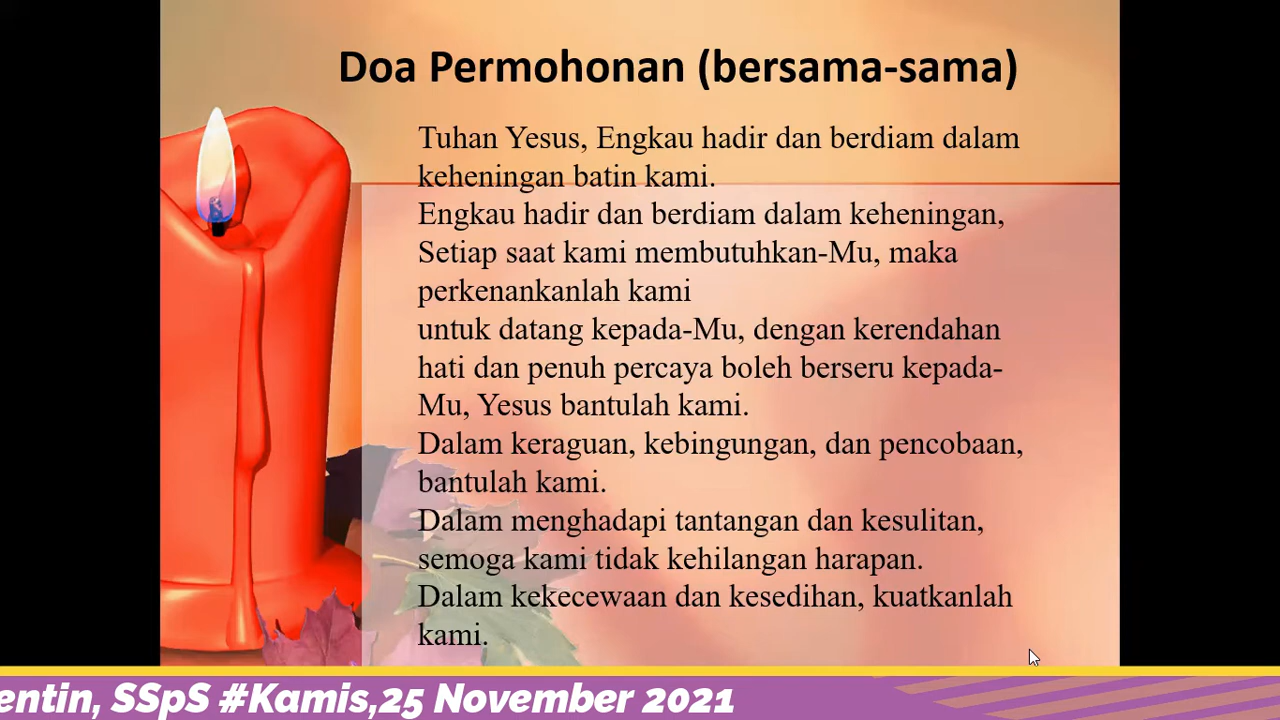 Doa Permohonan (bersama-sama)
Tuhan Yesus, Engkau hadir dan berdiam dalam
keheningan batin kami.
Engkau hadir dan berdiam dalam keheningan,
Setiap saat kami membutuhkan-Mu, maka
perkenankanlah kami
untuk datang kepada-Mu, dengan kerendahan
hati dan penuh percaya boleh berseru kepada-
Mu, Yesus bantulah kami.
Dalam keraguan, kebingungan, dan pencobaan,
bantulah kami.
Dalam menghadapi tantangan dan kesulitan,
semoga kami tidak kehilangan harapan.
Dalam kekecewaan dan kesedihan, kuatkanlah
kami.
entin, SSpS #Kamis,25 November 2021